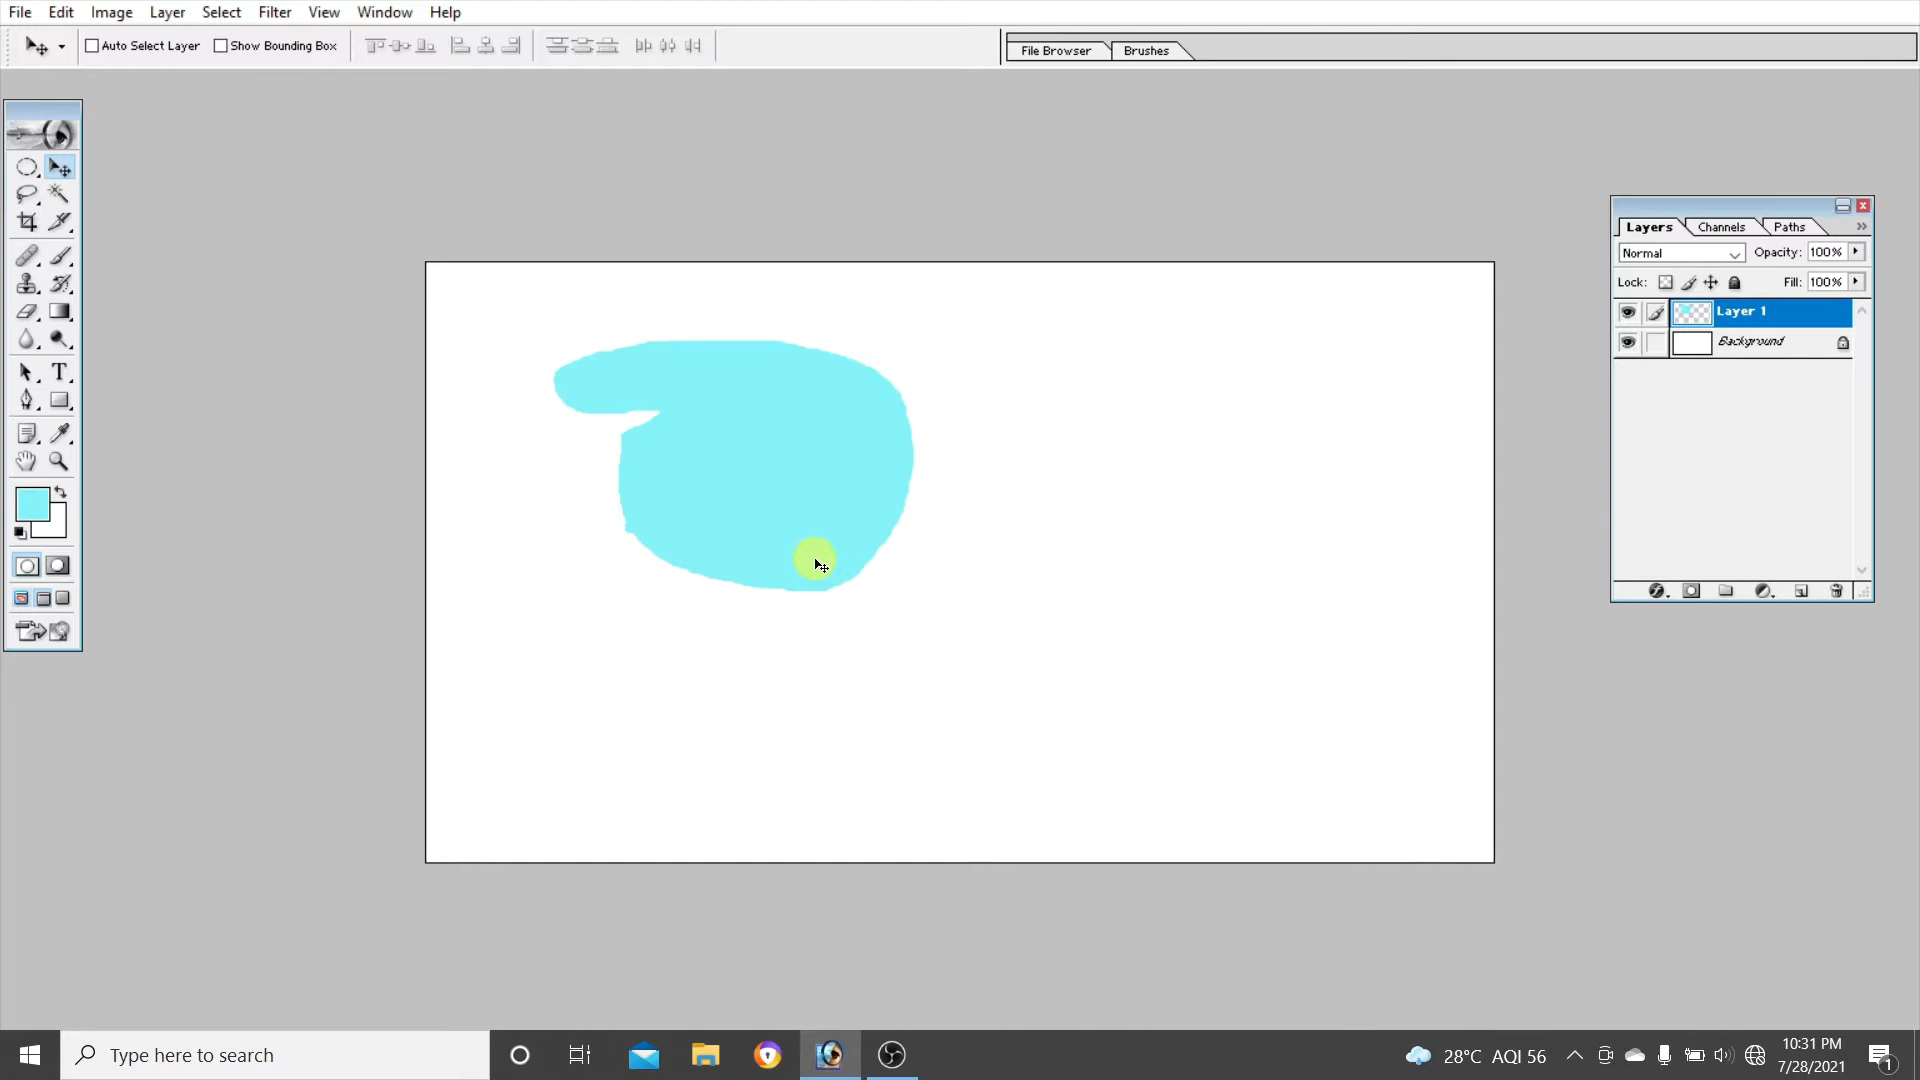 File Edit Image Layer Select Filter View Window Help
Auto Select Layer Show Bounding Box File Browser Brushes
Layers Channels Paths
Normal Opacity: 100%
Lock: Fill: 100%
Layer 1
Background
T
Type here to search
28°C AQI 56
10:31 PM
7/28/2021
1